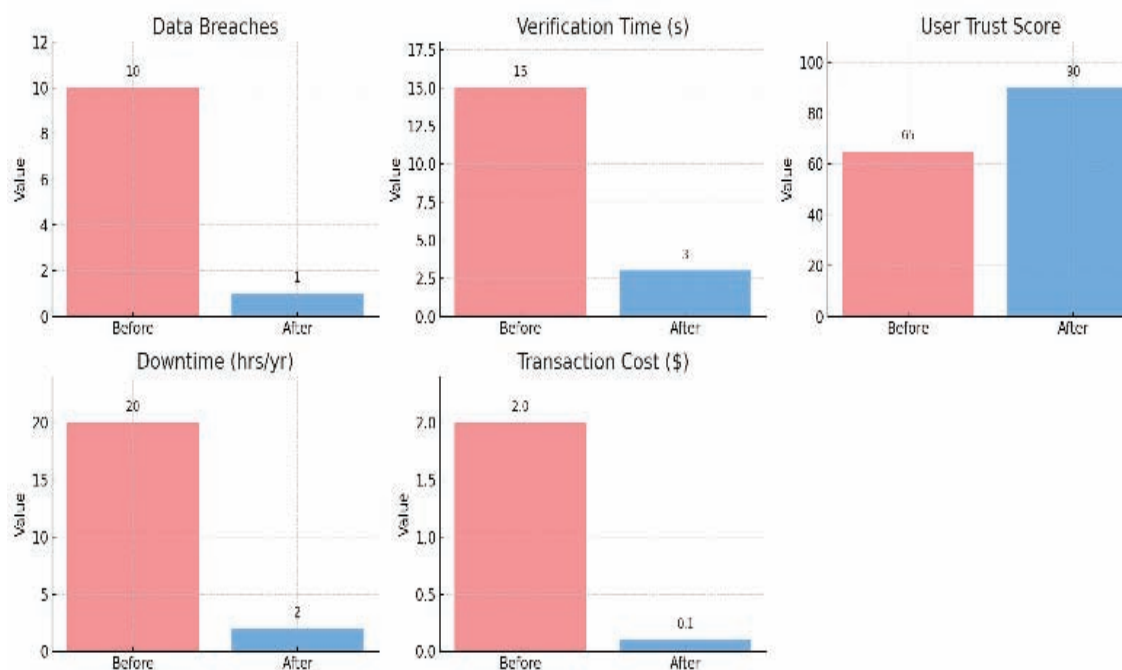 Data Breaches
12
10
8
6
4
2
0
Value
10
1
Before
After
Verification Time (s)
17.5
15.0
12.5
10.0
7.5
5.0
2.5
0.0
Value
15
3
Before
After
User Trust Score
100
80
60
40
20
0
Value
65
90
Before
After
Downtime (hrs/yr)
20
15
10
5
0
Value
20
2
Before
After
Transaction Cost ($)
2.0
1.5
1.0
0.5
0.0
Value
2.0
0.1
Before
After